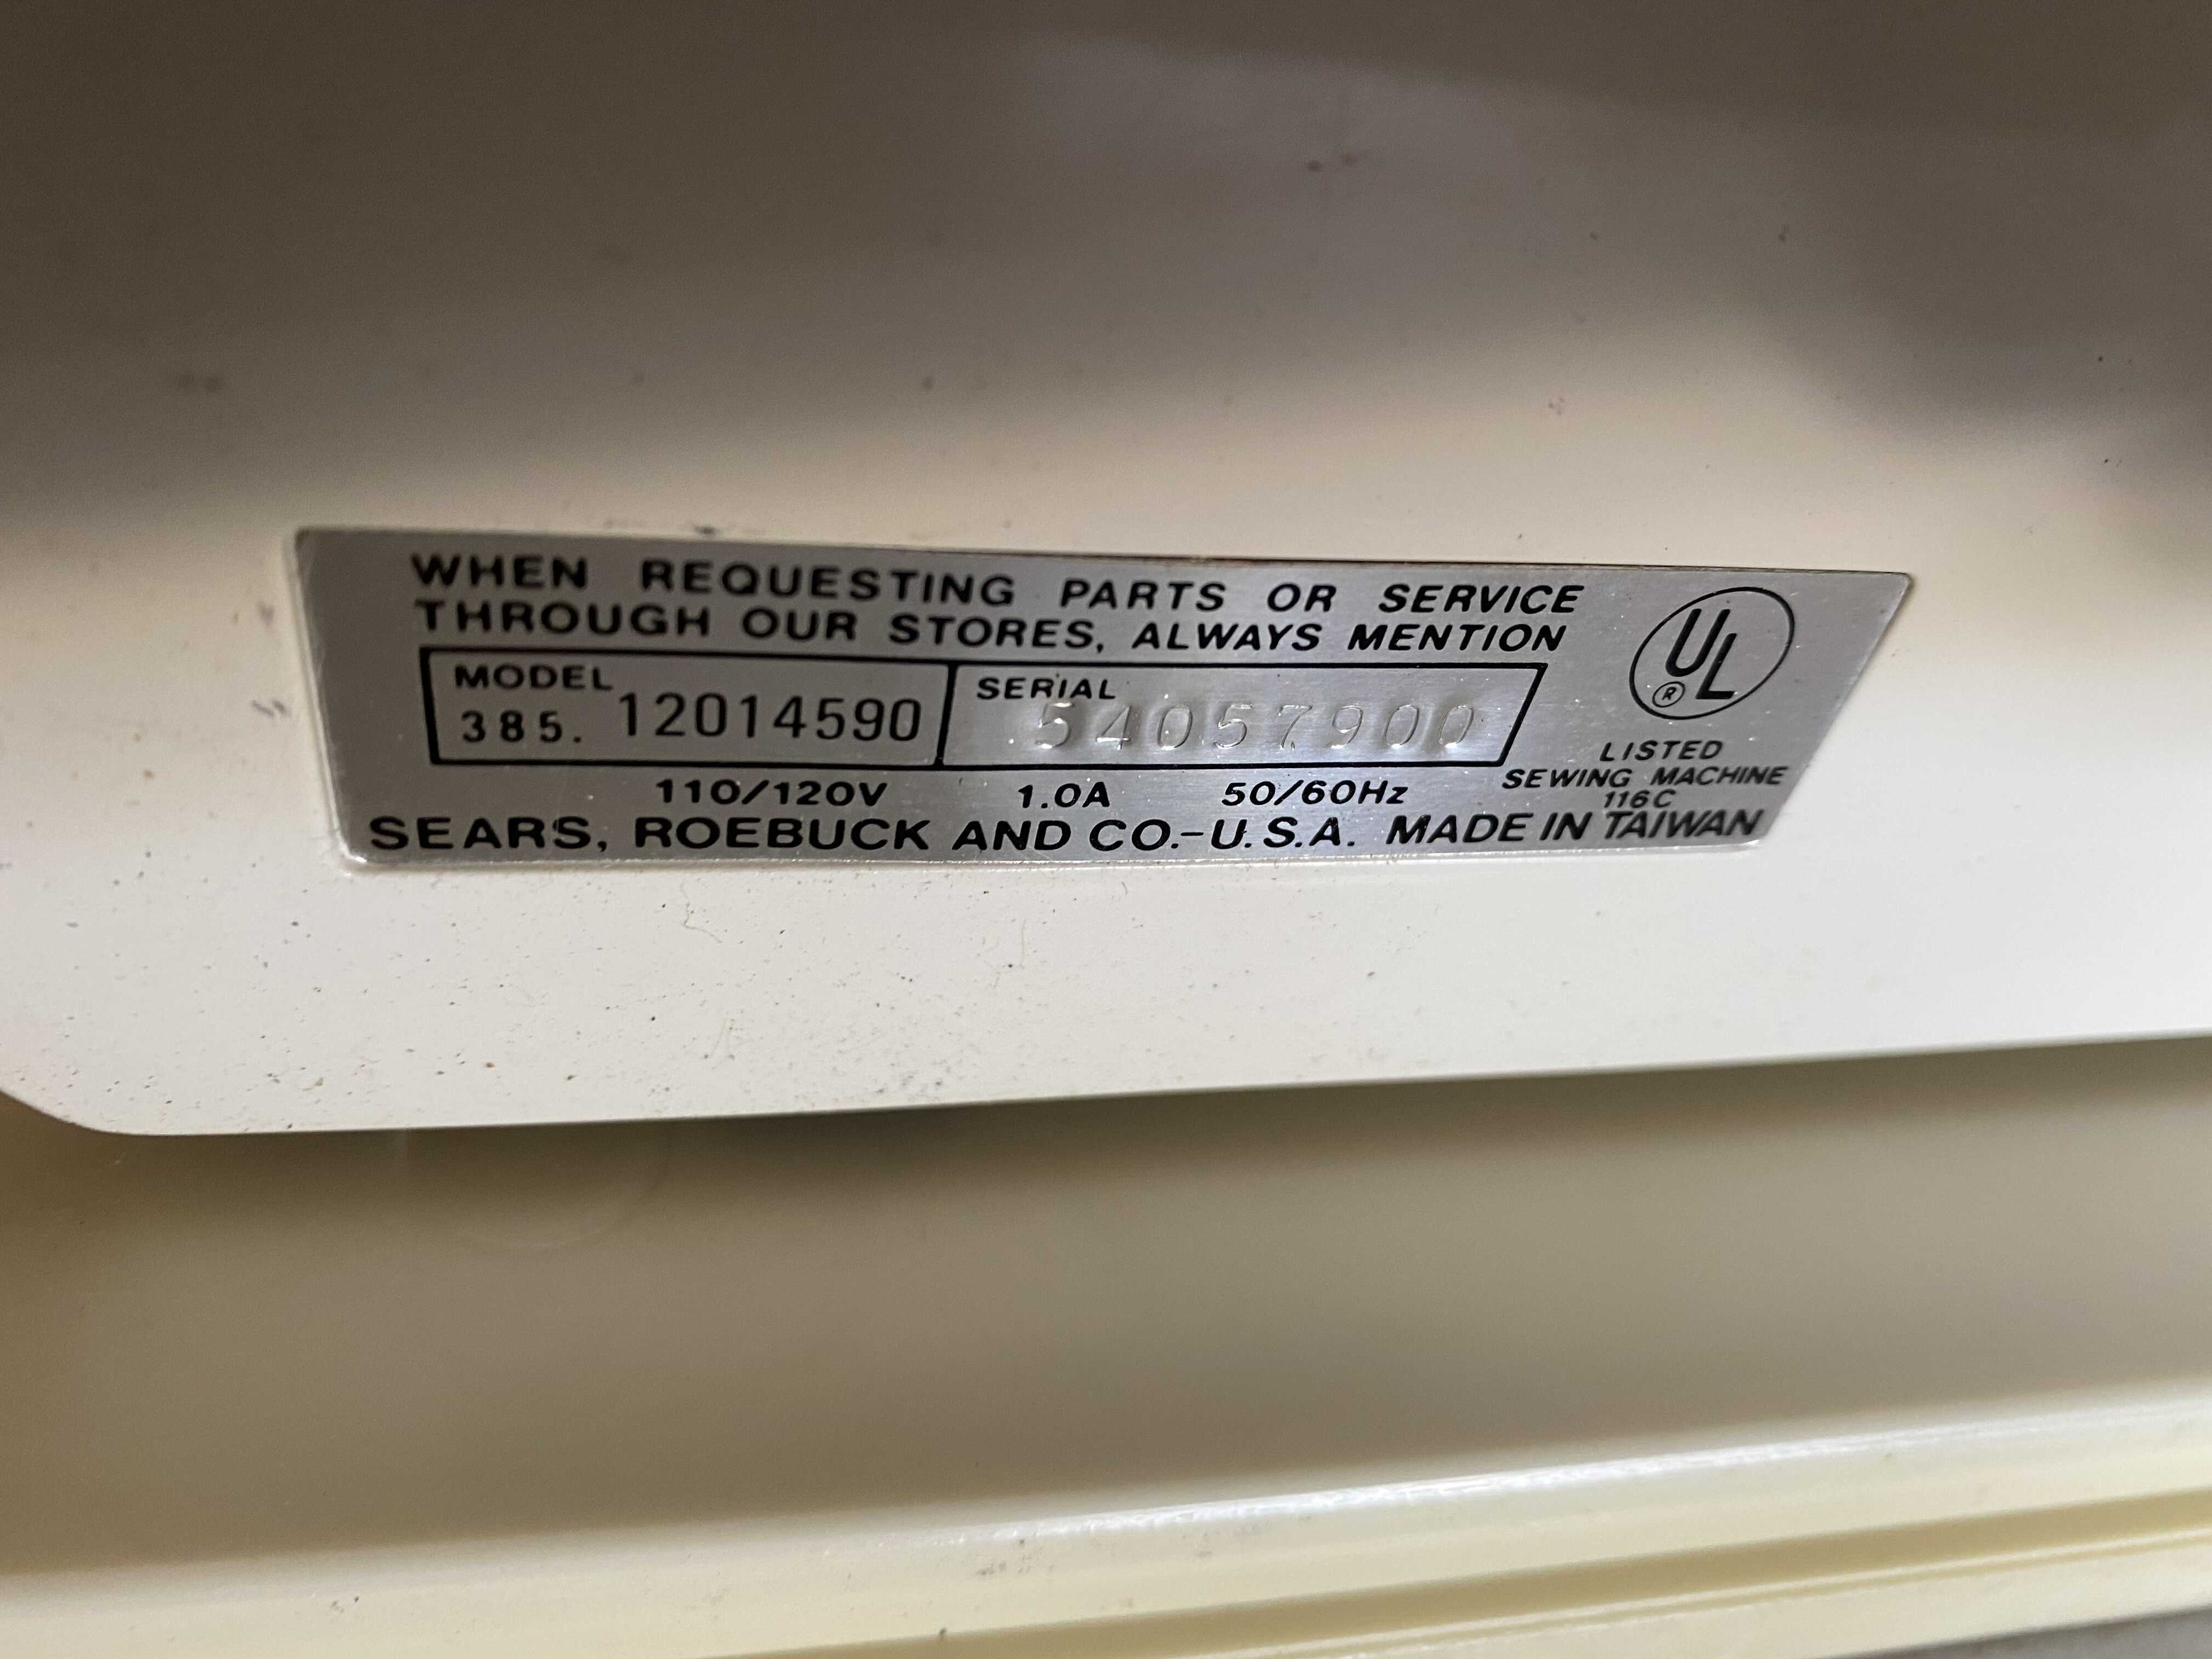 WHEN REQUESTING PARTS OR SERVICE
THROUGH OUR STORES, ALWAYS MENTION
MODEL
385. 12014590
SERIAL
54057900
UL
®
LISTED
SEWING MACHINE
116C
110/120V 1.0A 50/60Hz
SEARS, ROEBUCK AND CO.-U.S.A. MADE IN TAIWAN